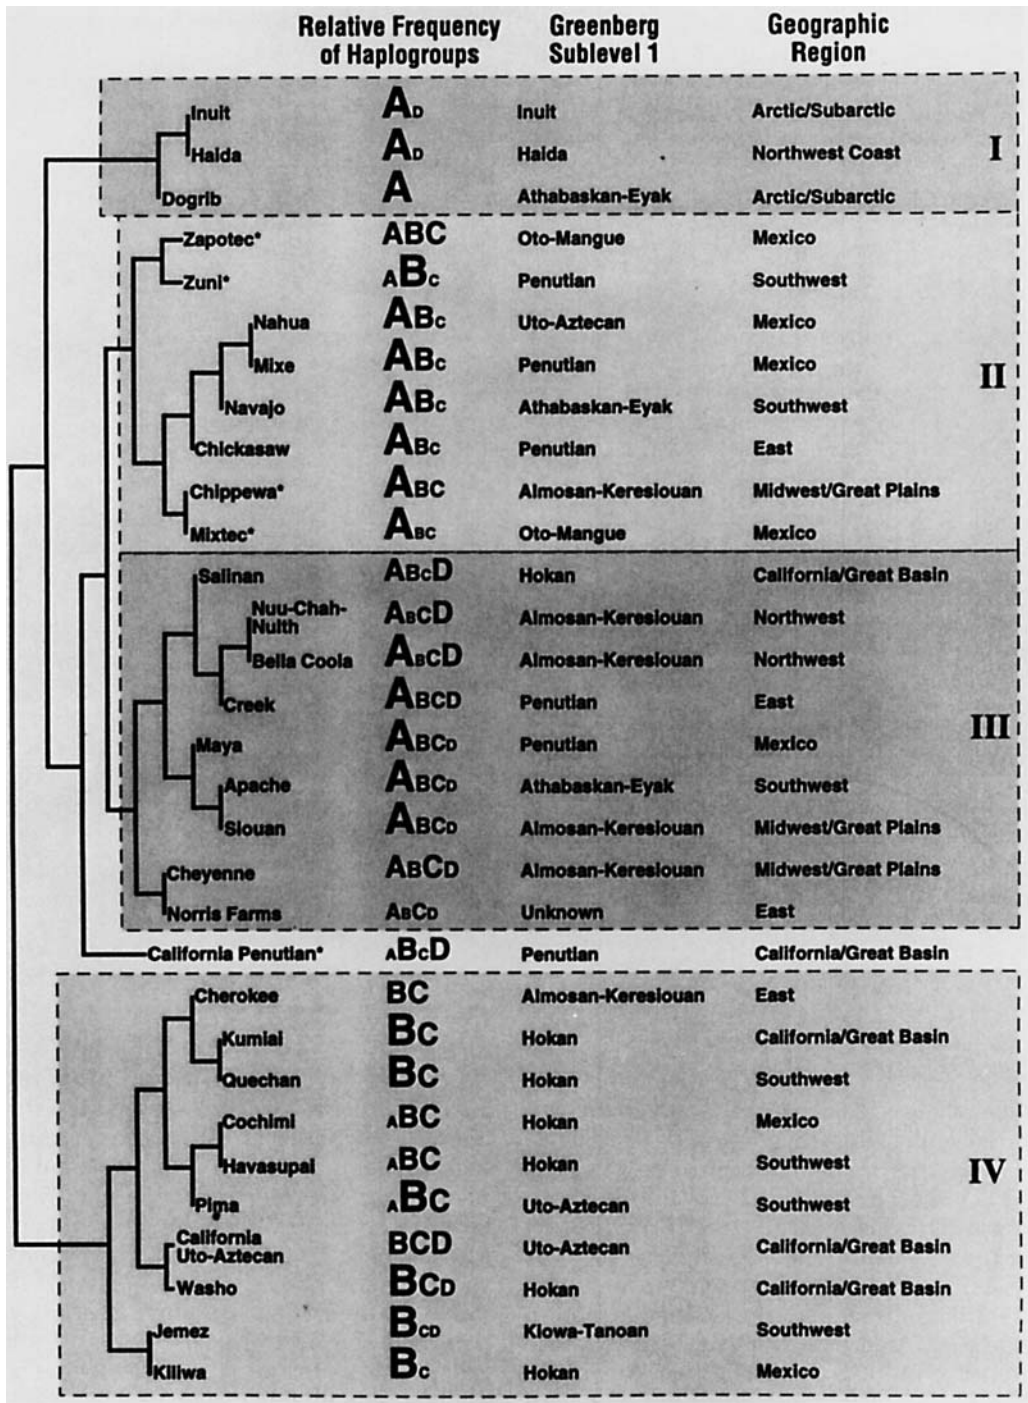 Relative Frequency of Haplogroups Greenberg Sublevel 1 Geographic Region
Inuit AD Inuit Arctic/Subarctic
Haida AD Haida Northwest Coast I
Dogrib A Athabaskan-Eyak Arctic/Subarctic
Zapotec* ABC Oto-Mangue Mexico
Zuni* ABC Penutian Southwest
Nahua ABC Uto-Aztecan Mexico
Mixe ABC Penutian Mexico II
Navajo ABC Athabaskan-Eyak Southwest
Chickasaw ABC Penutian East
Chippewa* ABC Almosan-Keresiouan Midwest/Great Plains
Mixtec* ABC Oto-Mangue Mexico
Salinan ABCD Hokan California/Great Basin
Nuu-Chah-Nulth ABCD Almosan-Keresiouan Northwest
Bella Coola ABCD Almosan-Keresiouan Northwest
Creek ABCD Penutian East III
Maya ABCD Penutian Mexico
Apache ABCD Athabaskan-Eyak Southwest
Siouan ABCD Almosan-Keresiouan Midwest/Great Plains
Cheyenne ABCD Almosan-Keresiouan Midwest/Great Plains
Norris Farms ABCD Unknown East
California Penutian* ABCD Penutian California/Great Basin
Cherokee BC Almosan-Keresiouan East
Kumiai BC Hokan California/Great Basin
Quechan BC Hokan Southwest
Cochimi ABC Hokan Mexico
Havasupai ABC Hokan Southwest IV
Pima ABC Uto-Aztecan Southwest
California Uto-Aztecan BCD Uto-Aztecan California/Great Basin
Washo BCD Hokan California/Great Basin
Jemez BCD Kiowa-Tanoan Southwest
Kiliwa BC Hokan Mexico